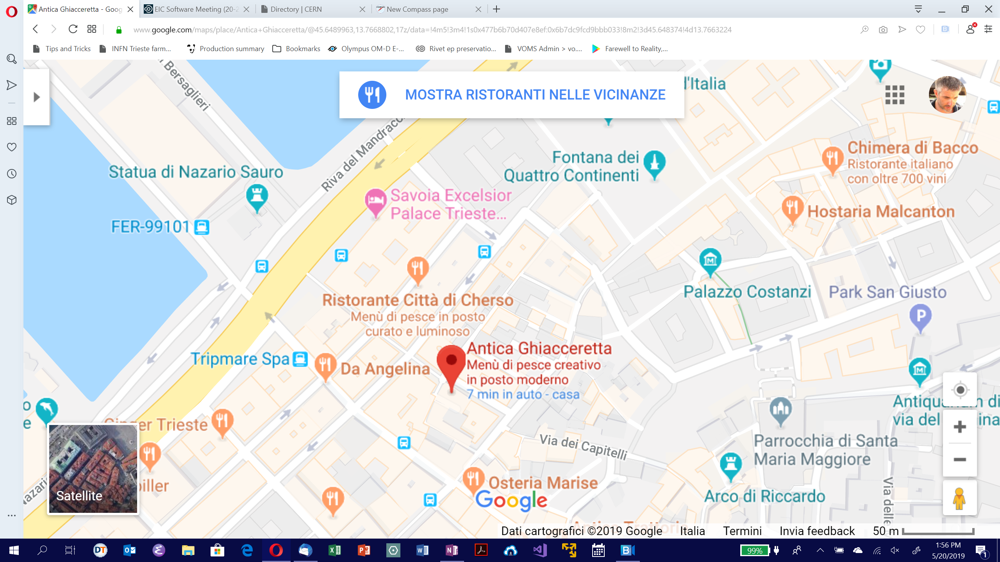 Antica Ghiacceretta - Goog
EIC Software Meeting (20-2
Directory | CERN
New Compass page
www.google.com/maps/place/Antica+Ghiacceretta/@45.6489963,13.7668802,17z/data=!4m5!3m4!1s0x477b6b70d407e8ef:0x6b7dc9fcd9bbb033!8m2!3d45.648374!4d13.7663224
Tips and Tricks
INFN Trieste farm...
Production summary
Bookmarks
Olympus OM-D E-...
Rivet ep preservatio...
VOMS Admin > vo....
Farewell to Reality,...
MOSTRA RISTORANTI NELLE VICINANZE
d'Italia
Bersaglieri
Riva del Mandracc
Statua di Nazario Sauro
FER-99101
Savoia Excelsior
Palace Trieste...
Fontana dei
Quattro Continenti
Chimera di Bacco
Ristorante italiano
con oltre 700 vini
Hostaria Malcanton
Ristorante Città di Cherso
Menù di pesce in posto
curato e luminoso
Palazzo Costanzi
Park San Giusto
P
Tripmare Spa
Da Angelina
Antica Ghiacceretta
Menù di pesce creativo
in posto moderno
7 min in auto - casa
o
e
er Trieste
Nazari
iller
Satellite
Via dei Capitelli
Osteria Marise
Google
Parrocchia di Santa
Maria Maggiore
Arco di Riccardo
Antiqu
m di
via del
ina
Via delle
Dati cartografici ©2019 Google
Italia
Termini
Invia feedback
50 m
99%
1:56 PM
5/20/2019
1